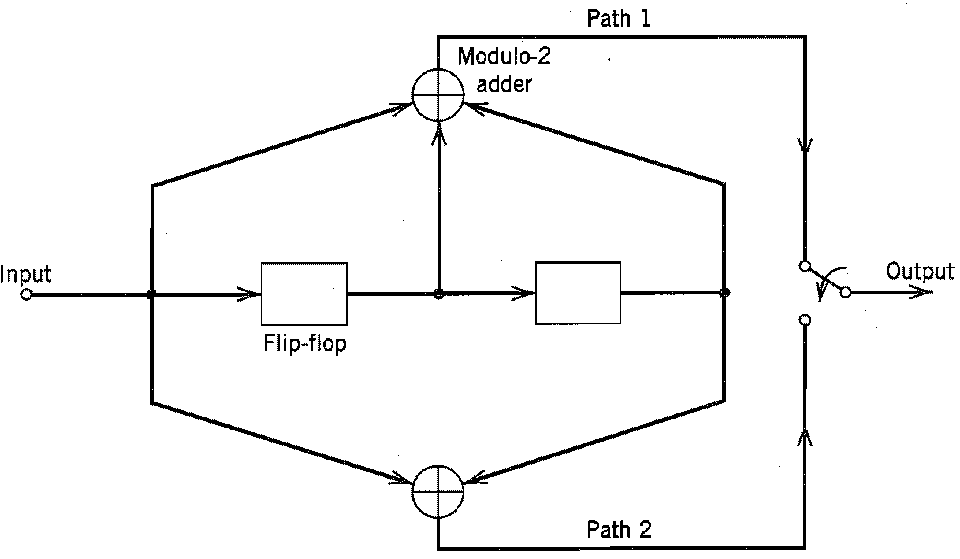 Path 1
Modulo-2
adder
Input
Flip-flop
Output
Path 2